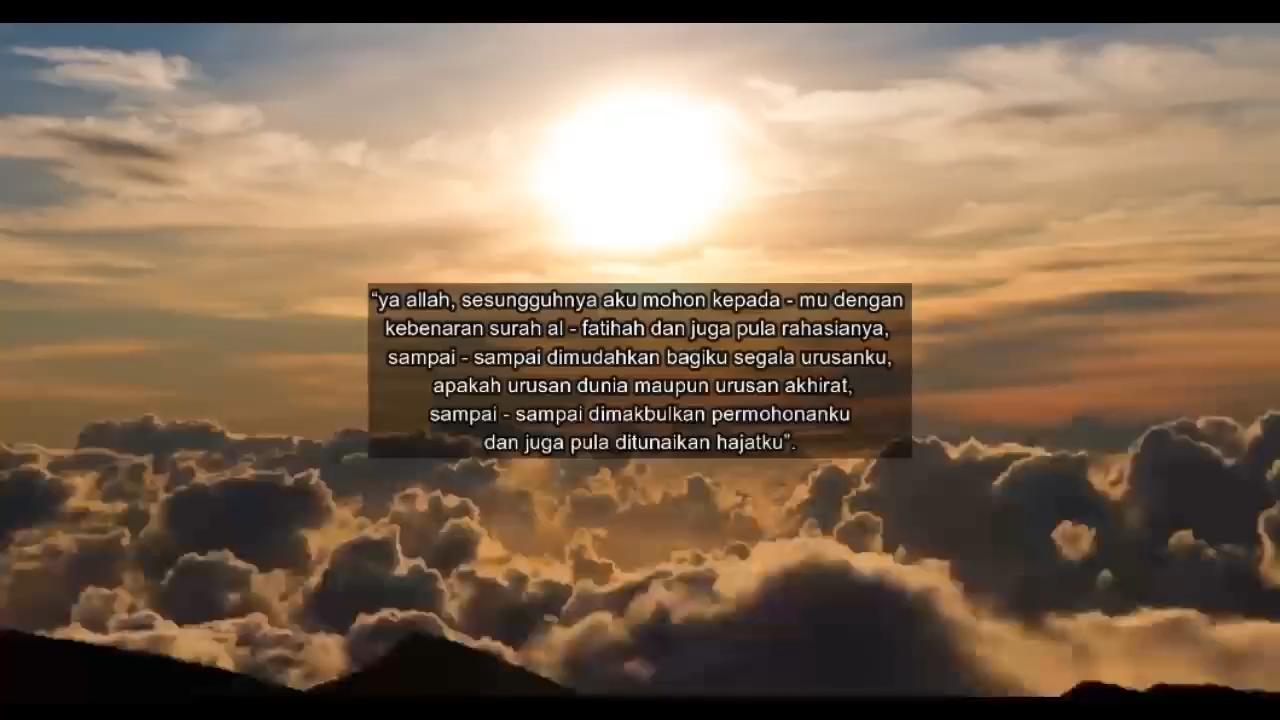 “ya allah, sesungguhnya aku mohon kepada - mu dengan
kebenaran surah al - fatihah dan juga pula rahasianya,
sampai - sampai dimudahkan bagiku segala urusanku,
apakah urusan dunia maupun urusan akhirat,
sampai - sampai dimakbulkan permohonanku
dan juga pula ditunaikan hajatku”.